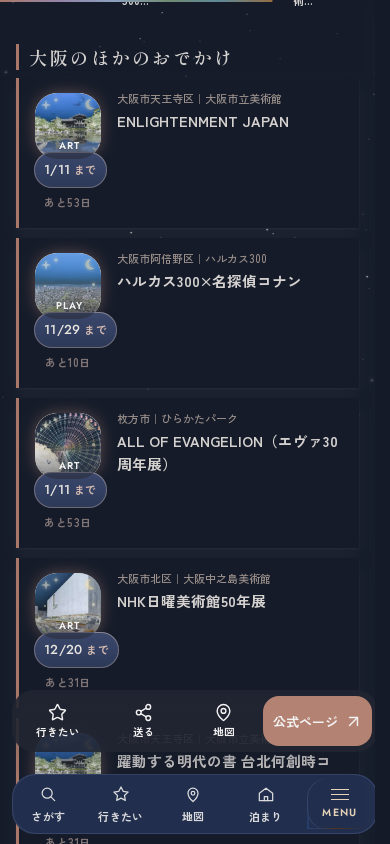 大阪のほかのおでかけ
大阪市天王寺区｜大阪市立美術館
ENLIGHTENMENT JAPAN
ART
1/11 まで
あと53日
大阪市阿倍野区｜ハルカス300
ハルカス300×名探偵コナン
PLAY
11/29 まで
あと10日
枚方市｜ひらかたパーク
ALL OF EVANGELION（エヴァ30
周年展）
ART
1/11 まで
あと53日
大阪市北区｜大阪中之島美術館
NHK日曜美術館50年展
ART
12/20 まで
あと31日
行きたい
送る
地図
公式ページ
躍動する明代の書 台北何創時コ
さがす
行きたい
地図
泊まり
MENU
あと31日